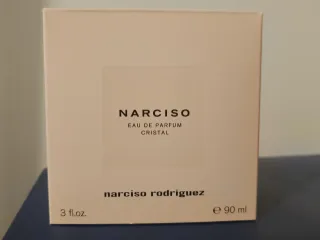 NARCISO
EAU DE PARFUM
CRISTAL
narciso rodriguez
3 fl.oz. ℮ 90 ml